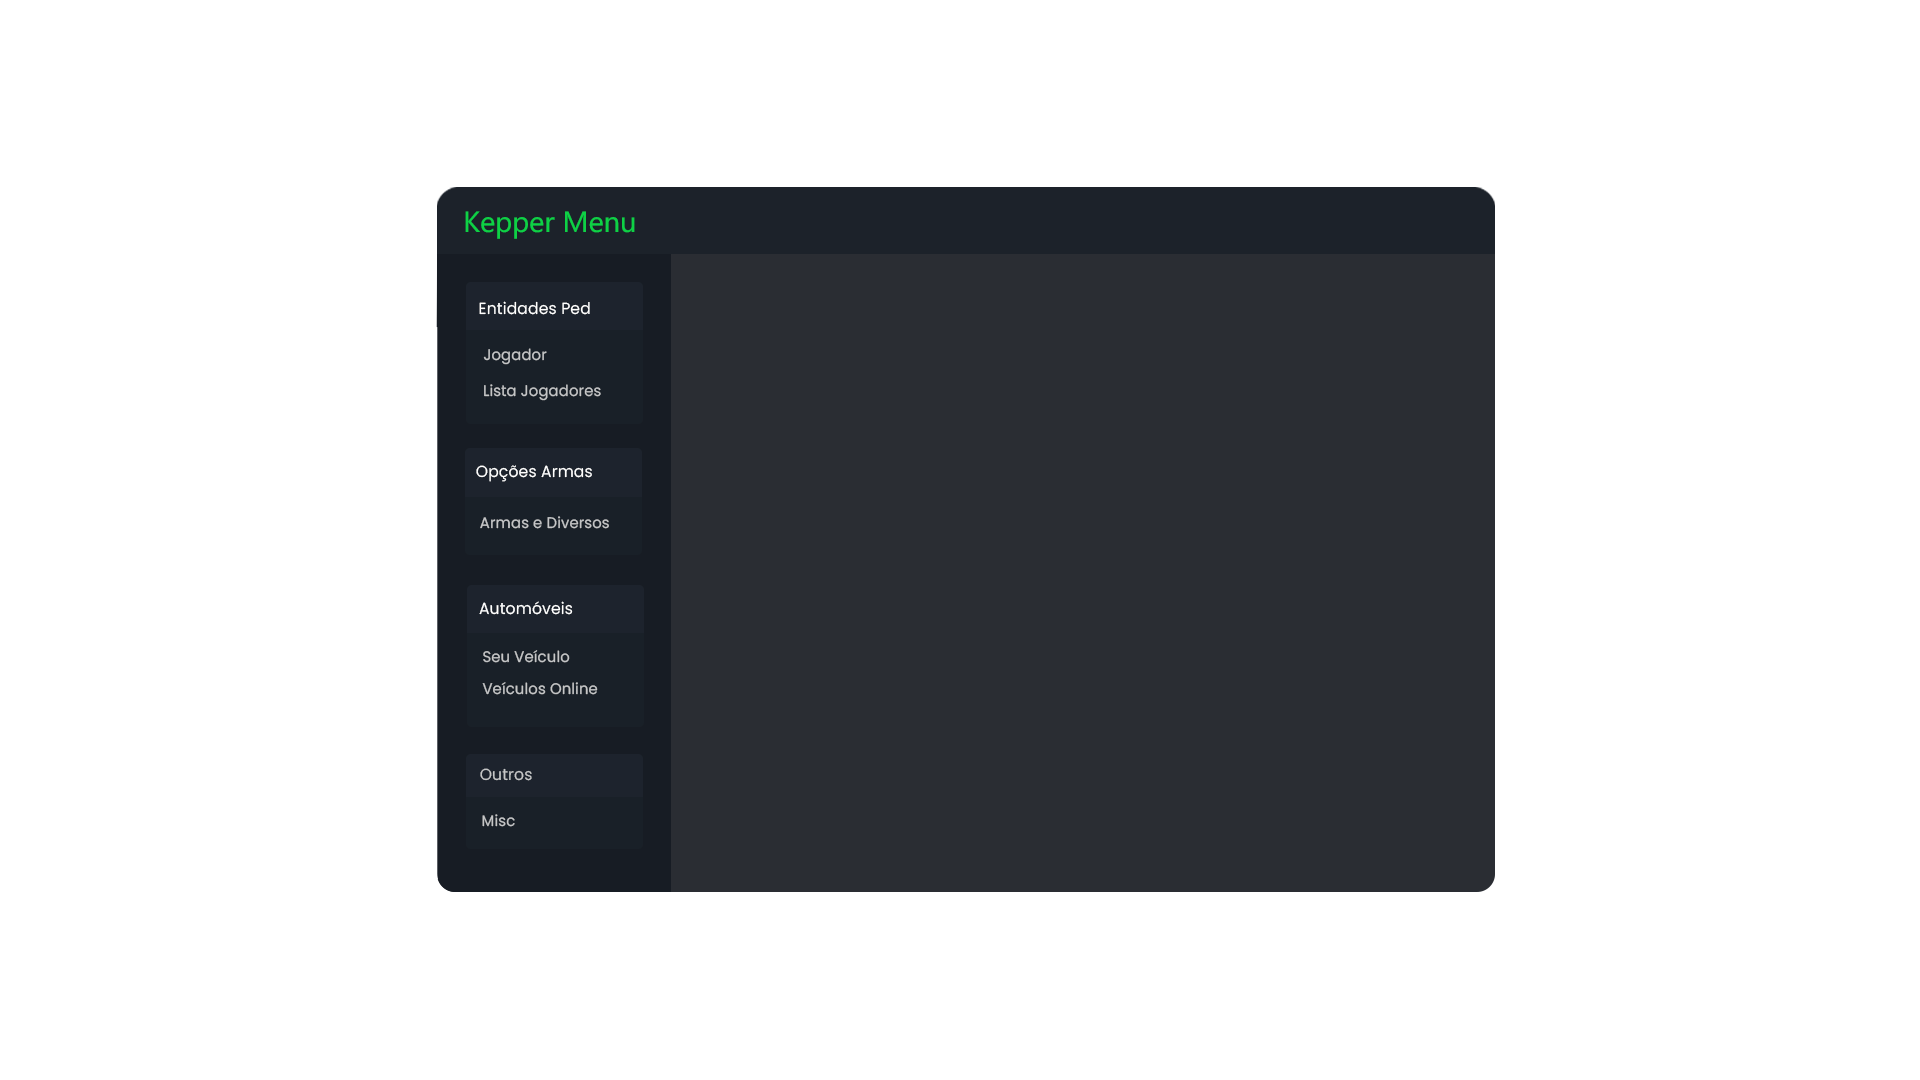 Kepper Menu
Entidades Ped
Jogador
Lista Jogadores
Opções Armas
Armas e Diversos
Automóveis
Seu Veículo
Veículos Online
Outros
Misc